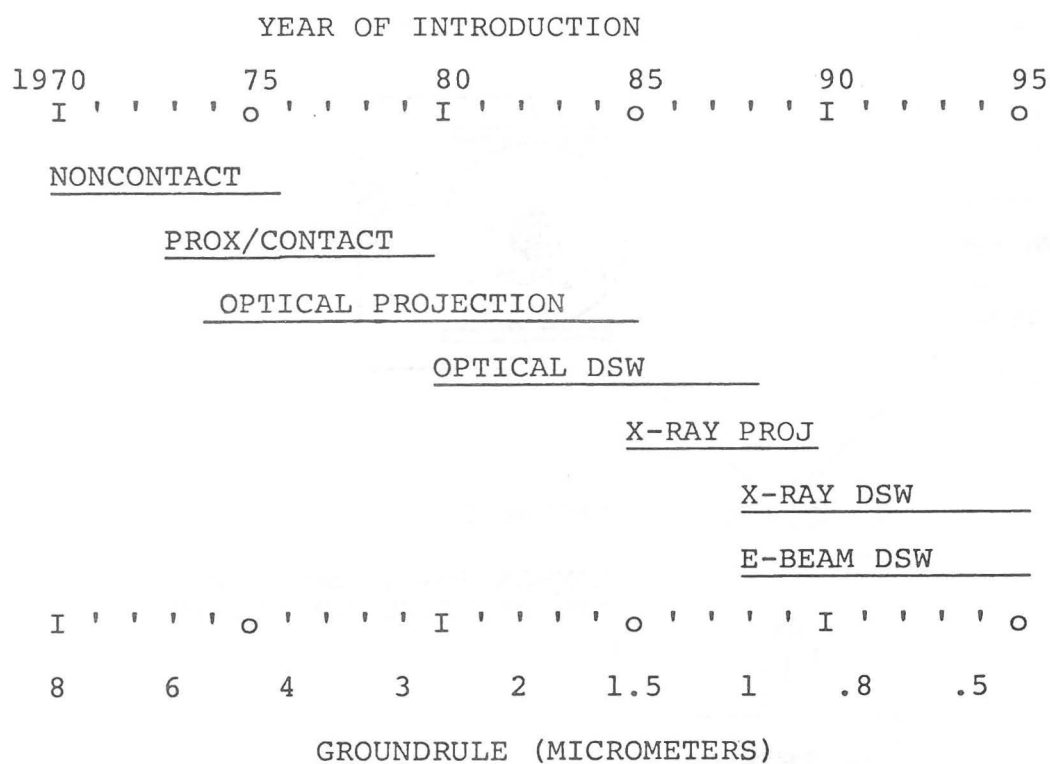 YEAR OF INTRODUCTION
1970 75 80 85 90 95
I ' ' ' ' o ' ' ' ' I ' ' ' ' o ' ' ' ' I ' ' ' ' o
NONCONTACT
PROX/CONTACT
OPTICAL PROJECTION
OPTICAL DSW
X-RAY PROJ
X-RAY DSW
E-BEAM DSW
I ' ' ' ' o ' ' ' ' I ' ' ' ' o ' ' ' ' I ' ' ' ' o
8 6 4 3 2 1.5 1 .8 .5
GROUNDRULE (MICROMETERS)